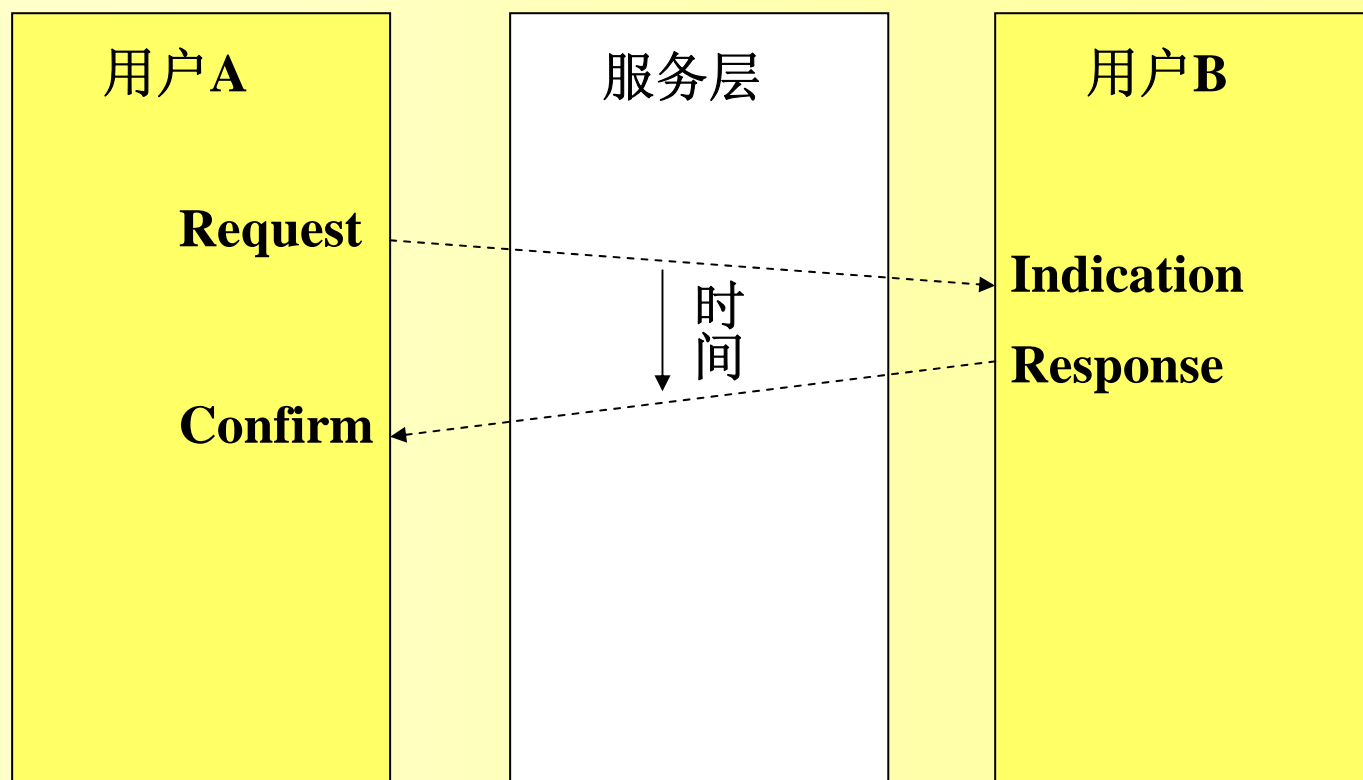 用户A
服务层
用户B
Request
Indication
时
间
Response
Confirm